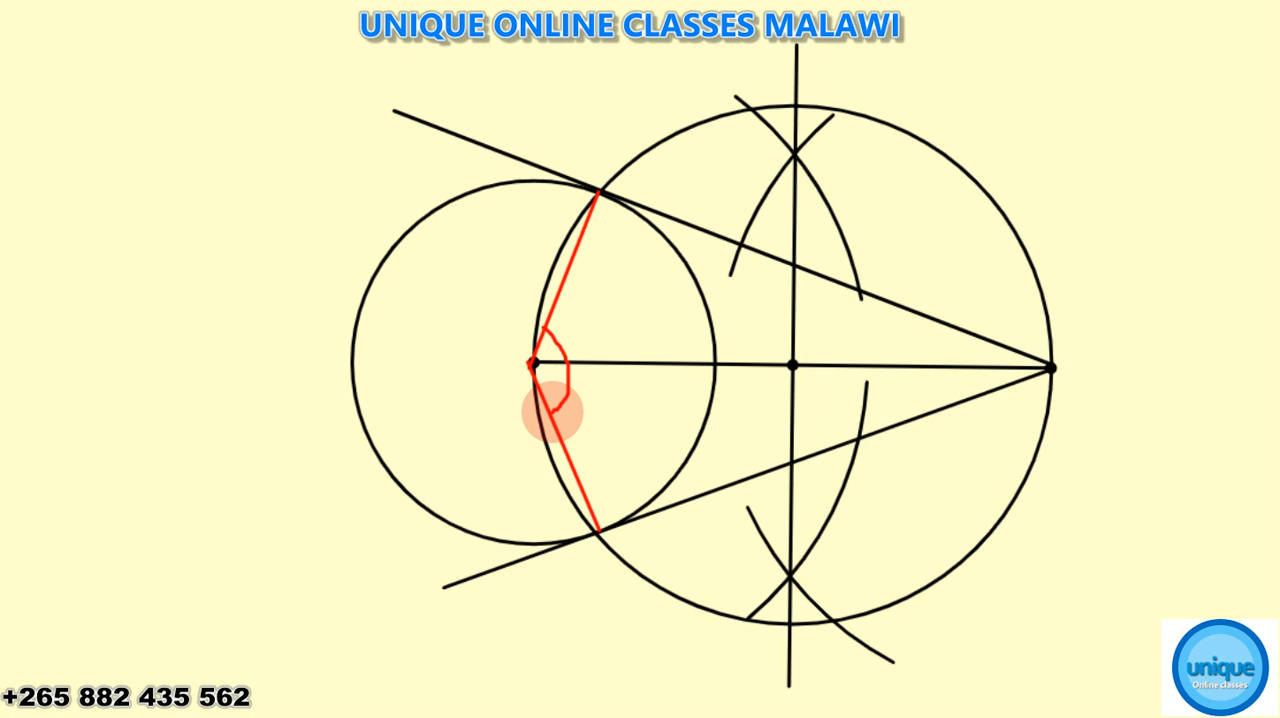 UNIQUE ONLINE CLASSES MALAWI
+265 882 435 562
unique
Online classes